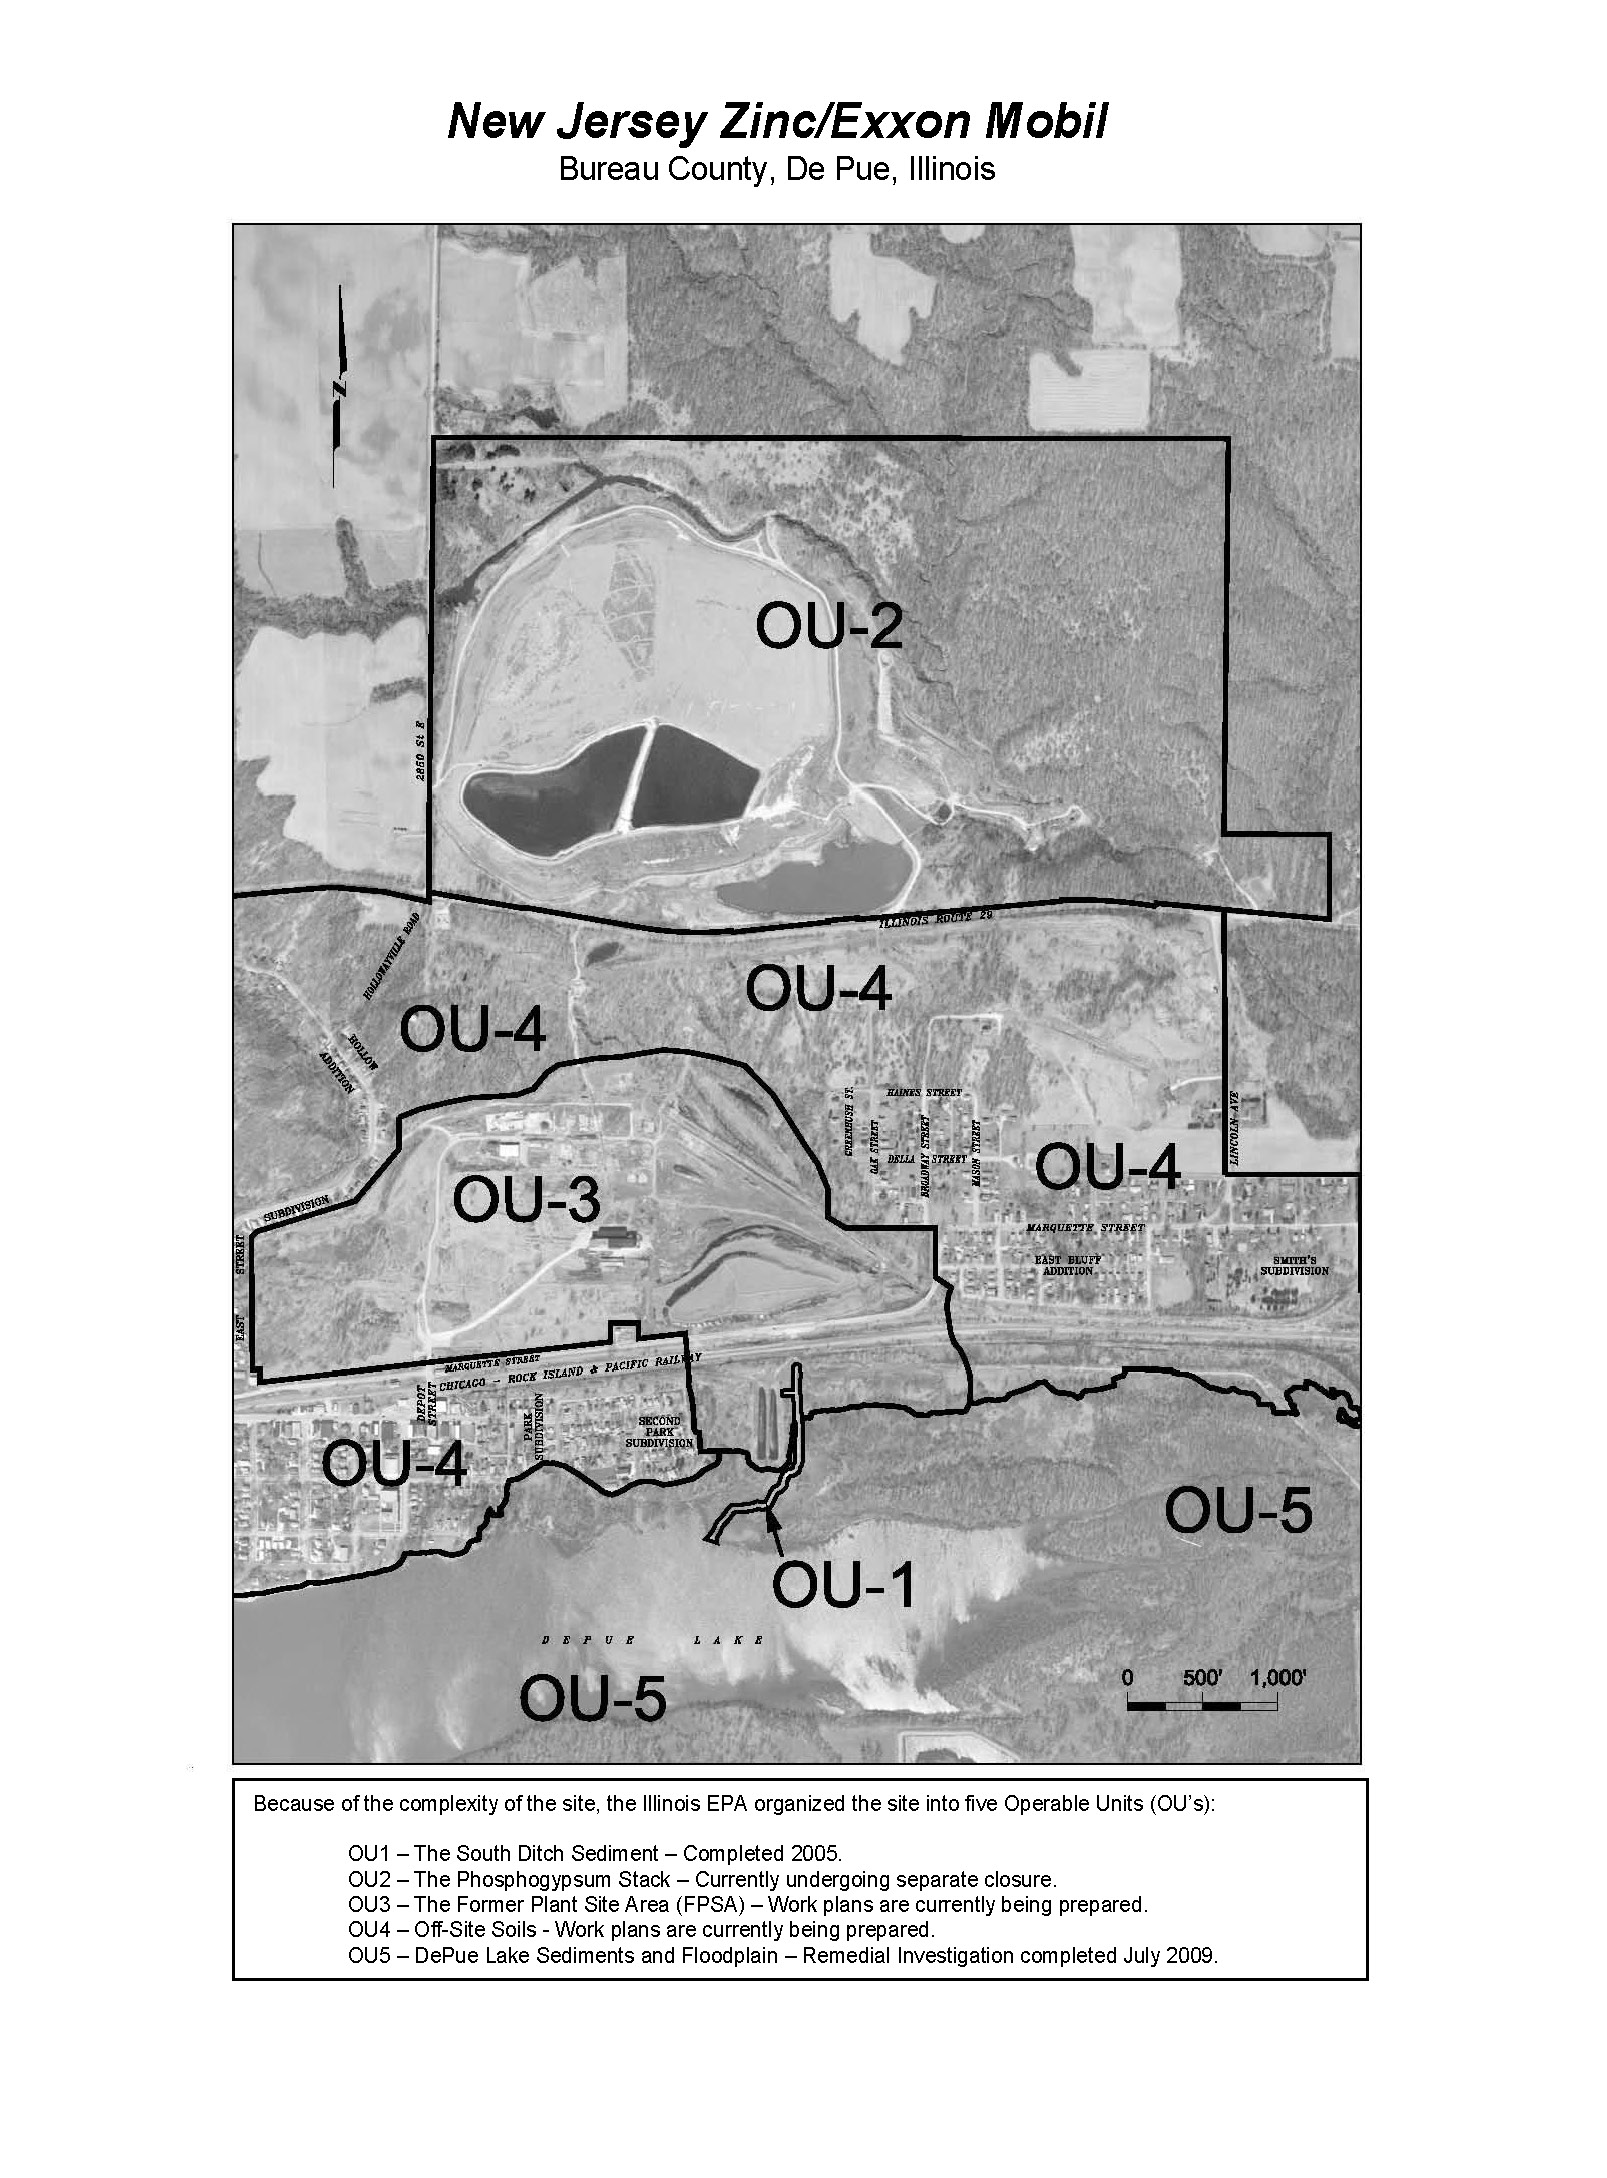 New Jersey Zinc/Exxon Mobil
Bureau County, De Pue, Illinois
N
OU-2
2850 St E
ILLINOIS ROUTE 29
HOLLOWAYVILLE ROAD
OU-4
OU-4
HOLLOW
ADDITION
GREENBUSH ST.
HAINES STREET
OAK STREET
BROADWAY STREET
MASON STREET
DELLA STREET
LINCOLN AVE
OU-4
OU-3
SUBDIVISION
EAST STREET
MARQUETTE STREET
EAST BLUFF
ADDITION
SMITH'S
SUBDIVISION
MARQUETTE STREET
CHICAGO - ROCK ISLAND & PACIFIC RAILWAY
DEPOT
STREET
PARK
SUBDIVISION
SECOND
PARK
SUBDIVISION
OU-4
OU-5
OU-1
DEPUE LAKE
OU-5
0 500' 1,000'
Because of the complexity of the site, the Illinois EPA organized the site into five Operable Units (OU's):
OU1 – The South Ditch Sediment – Completed 2005.
OU2 – The Phosphogypsum Stack – Currently undergoing separate closure.
OU3 – The Former Plant Site Area (FPSA) – Work plans are currently being prepared.
OU4 – Off-Site Soils - Work plans are currently being prepared.
OU5 – DePue Lake Sediments and Floodplain – Remedial Investigation completed July 2009.